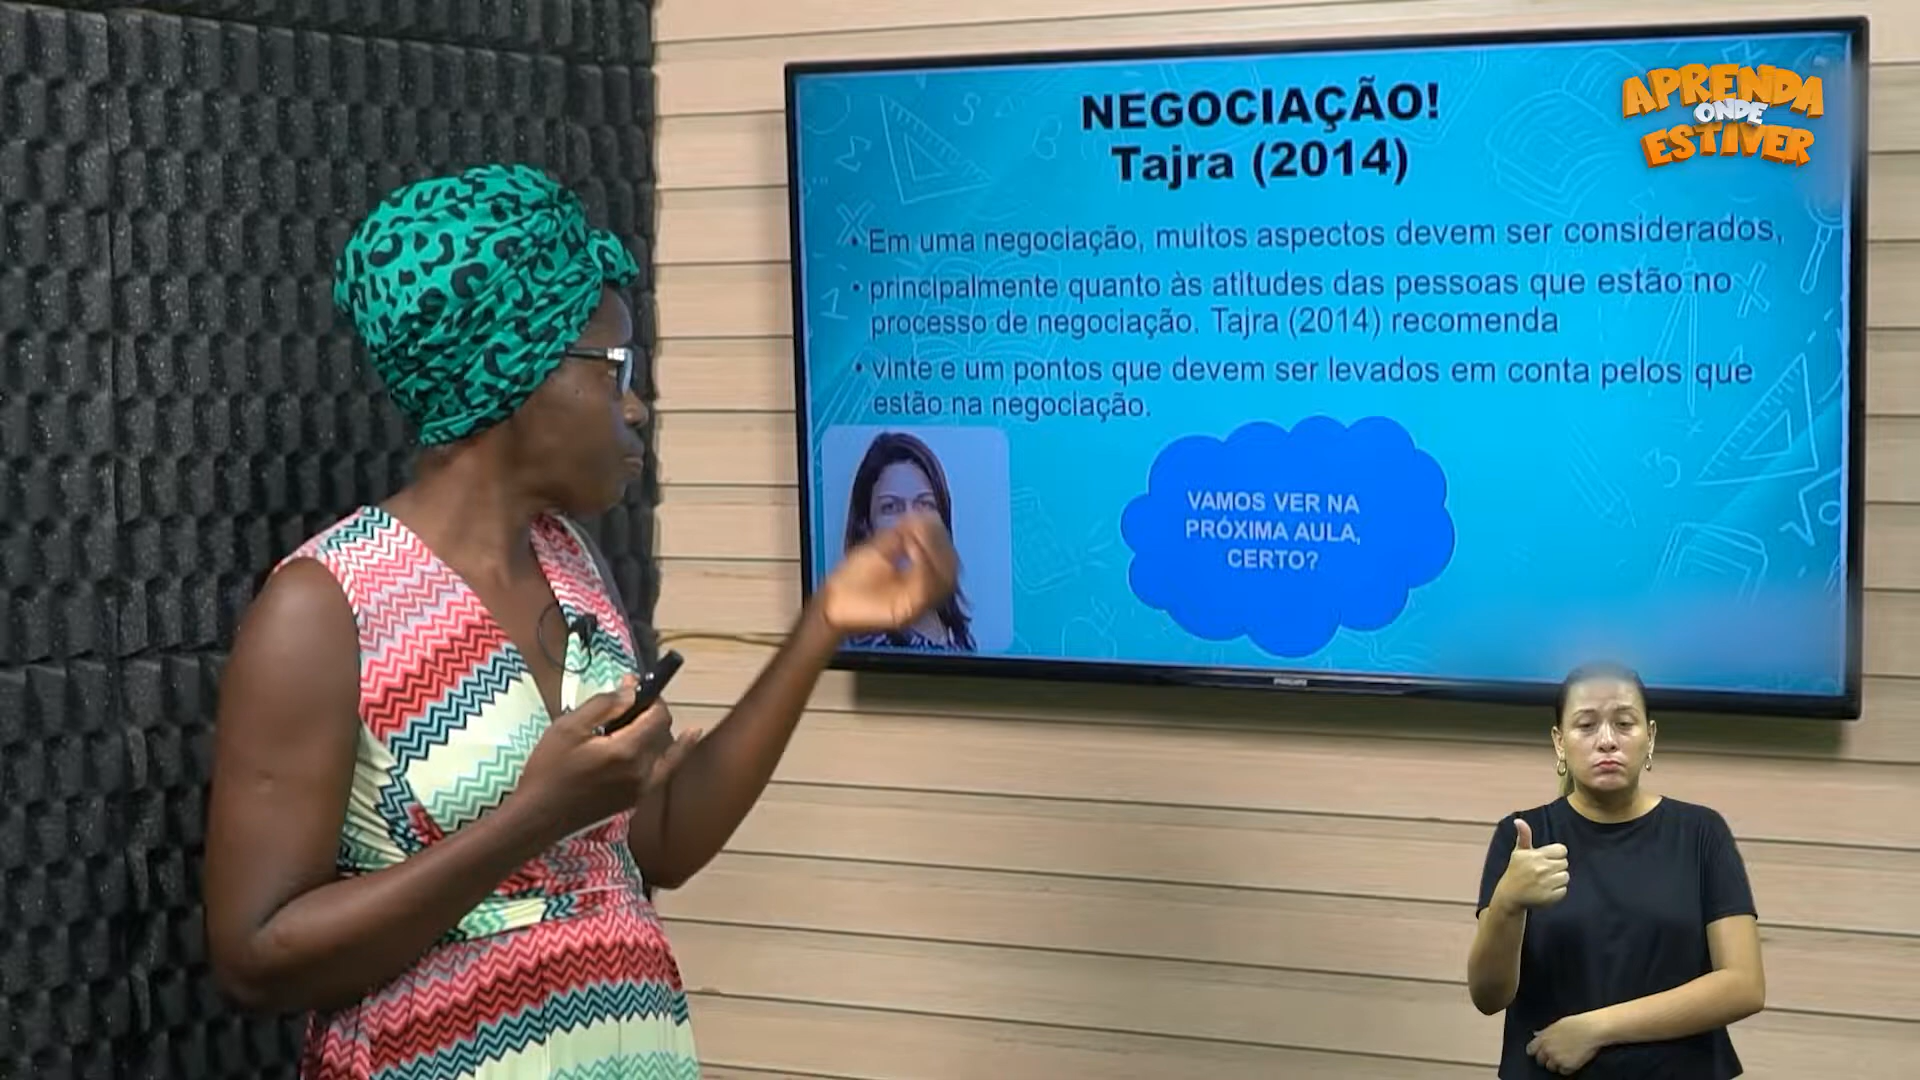 NEGOCIAÇÃO!
Tajra (2014)
APRENDA
ONDE
ESTIVER
• Em uma negociação, muitos aspectos devem ser considerados,
• principalmente quanto às atitudes das pessoas que estão no
processo de negociação. Tajra (2014) recomenda
• vinte e um pontos que devem ser levados em conta pelos que
estão na negociação.
VAMOS VER NA
PRÓXIMA AULA,
CERTO?